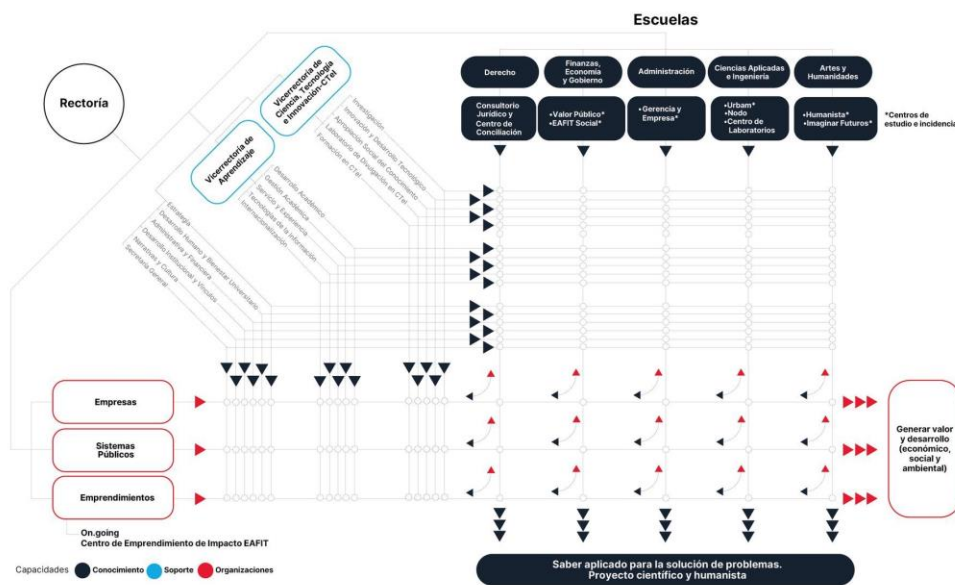 Escuelas
Rectoría
Vicerrectoría de
Ciencia, Tecnología
e Innovación-CTeI
Vicerrectoría de
Aprendizaje
Investigación
Innovación y Desarrollo Tecnológico
Apropiación Social del Conocimiento
Laboratorio de Divulgación en CTeI
Formación en CTeI
Desarrollo Académico
Gestión Académica
Servicio y Experiencia
Tecnologías de la Información
Internacionalización
Estrategia
Desarrollo Humano y Bienestar Universitario
Administrativa y Financiera
Desarrollo Institucional y Vínculos
Narrativas y Cultura
Secretaría General
Derecho
Finanzas,
Economía
y Gobierno
Administración
Ciencias Aplicadas
e Ingeniería
Artes y
Humanidades
Consultorio
Jurídico y
Centro de
Conciliación
•Valor Público*
•EAFIT Social*
•Gerencia y
Empresa*
•Urbam*
•Nodo
•Centro de
Laboratorios
•Humanista*
•Imaginar Futuros*
*Centros de
estudio e incidencia
Empresas
Sistemas
Públicos
Emprendimientos
Generar valor
y desarrollo
(económico,
social y
ambiental)
On.going
Centro de Emprendimiento de Impacto EAFIT
Saber aplicado para la solución de problemas.
Proyecto científico y humanista
Capacidades Conocimiento Soporte Organizaciones